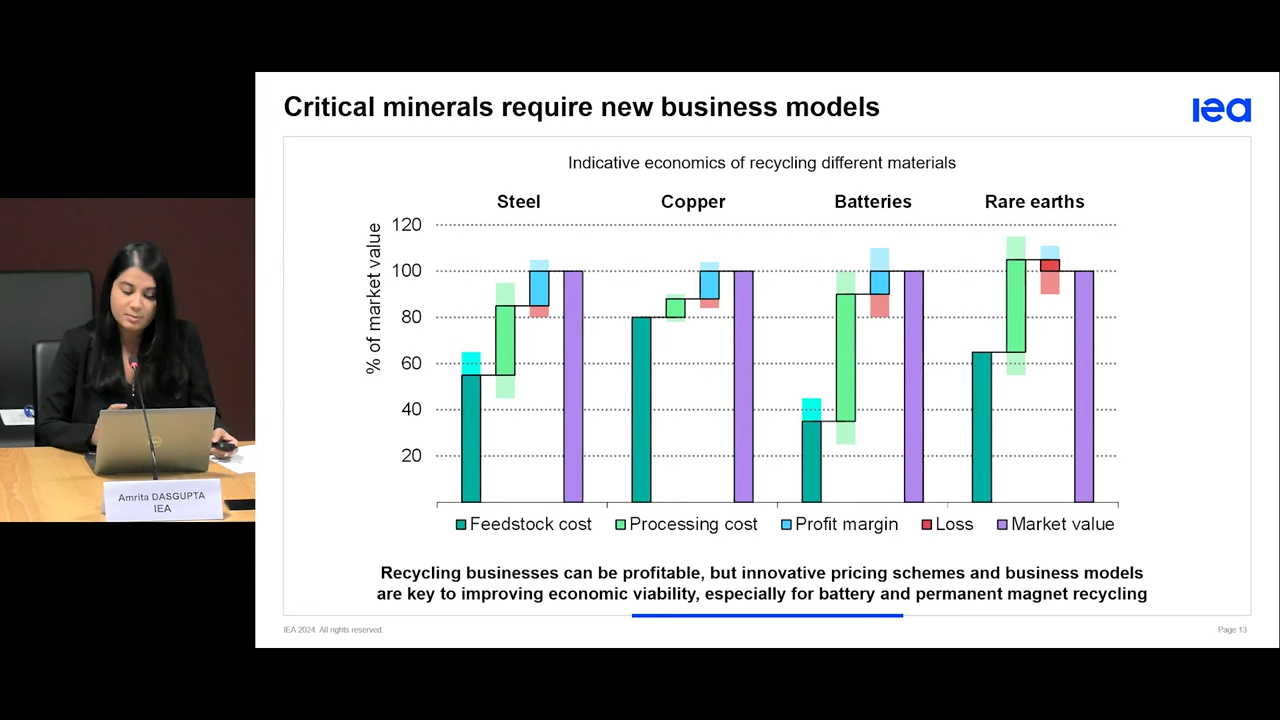 Critical minerals require new business models
iea
Indicative economics of recycling different materials
Steel
Copper
Batteries
Rare earths
% of market value
120
100
80
60
40
20
Feedstock cost
Processing cost
Profit margin
Loss
Market value
Recycling businesses can be profitable, but innovative pricing schemes and business models
are key to improving economic viability, especially for battery and permanent magnet recycling
IEA 2024. All rights reserved.
Page 13
Amrita DASGUPTA
IEA